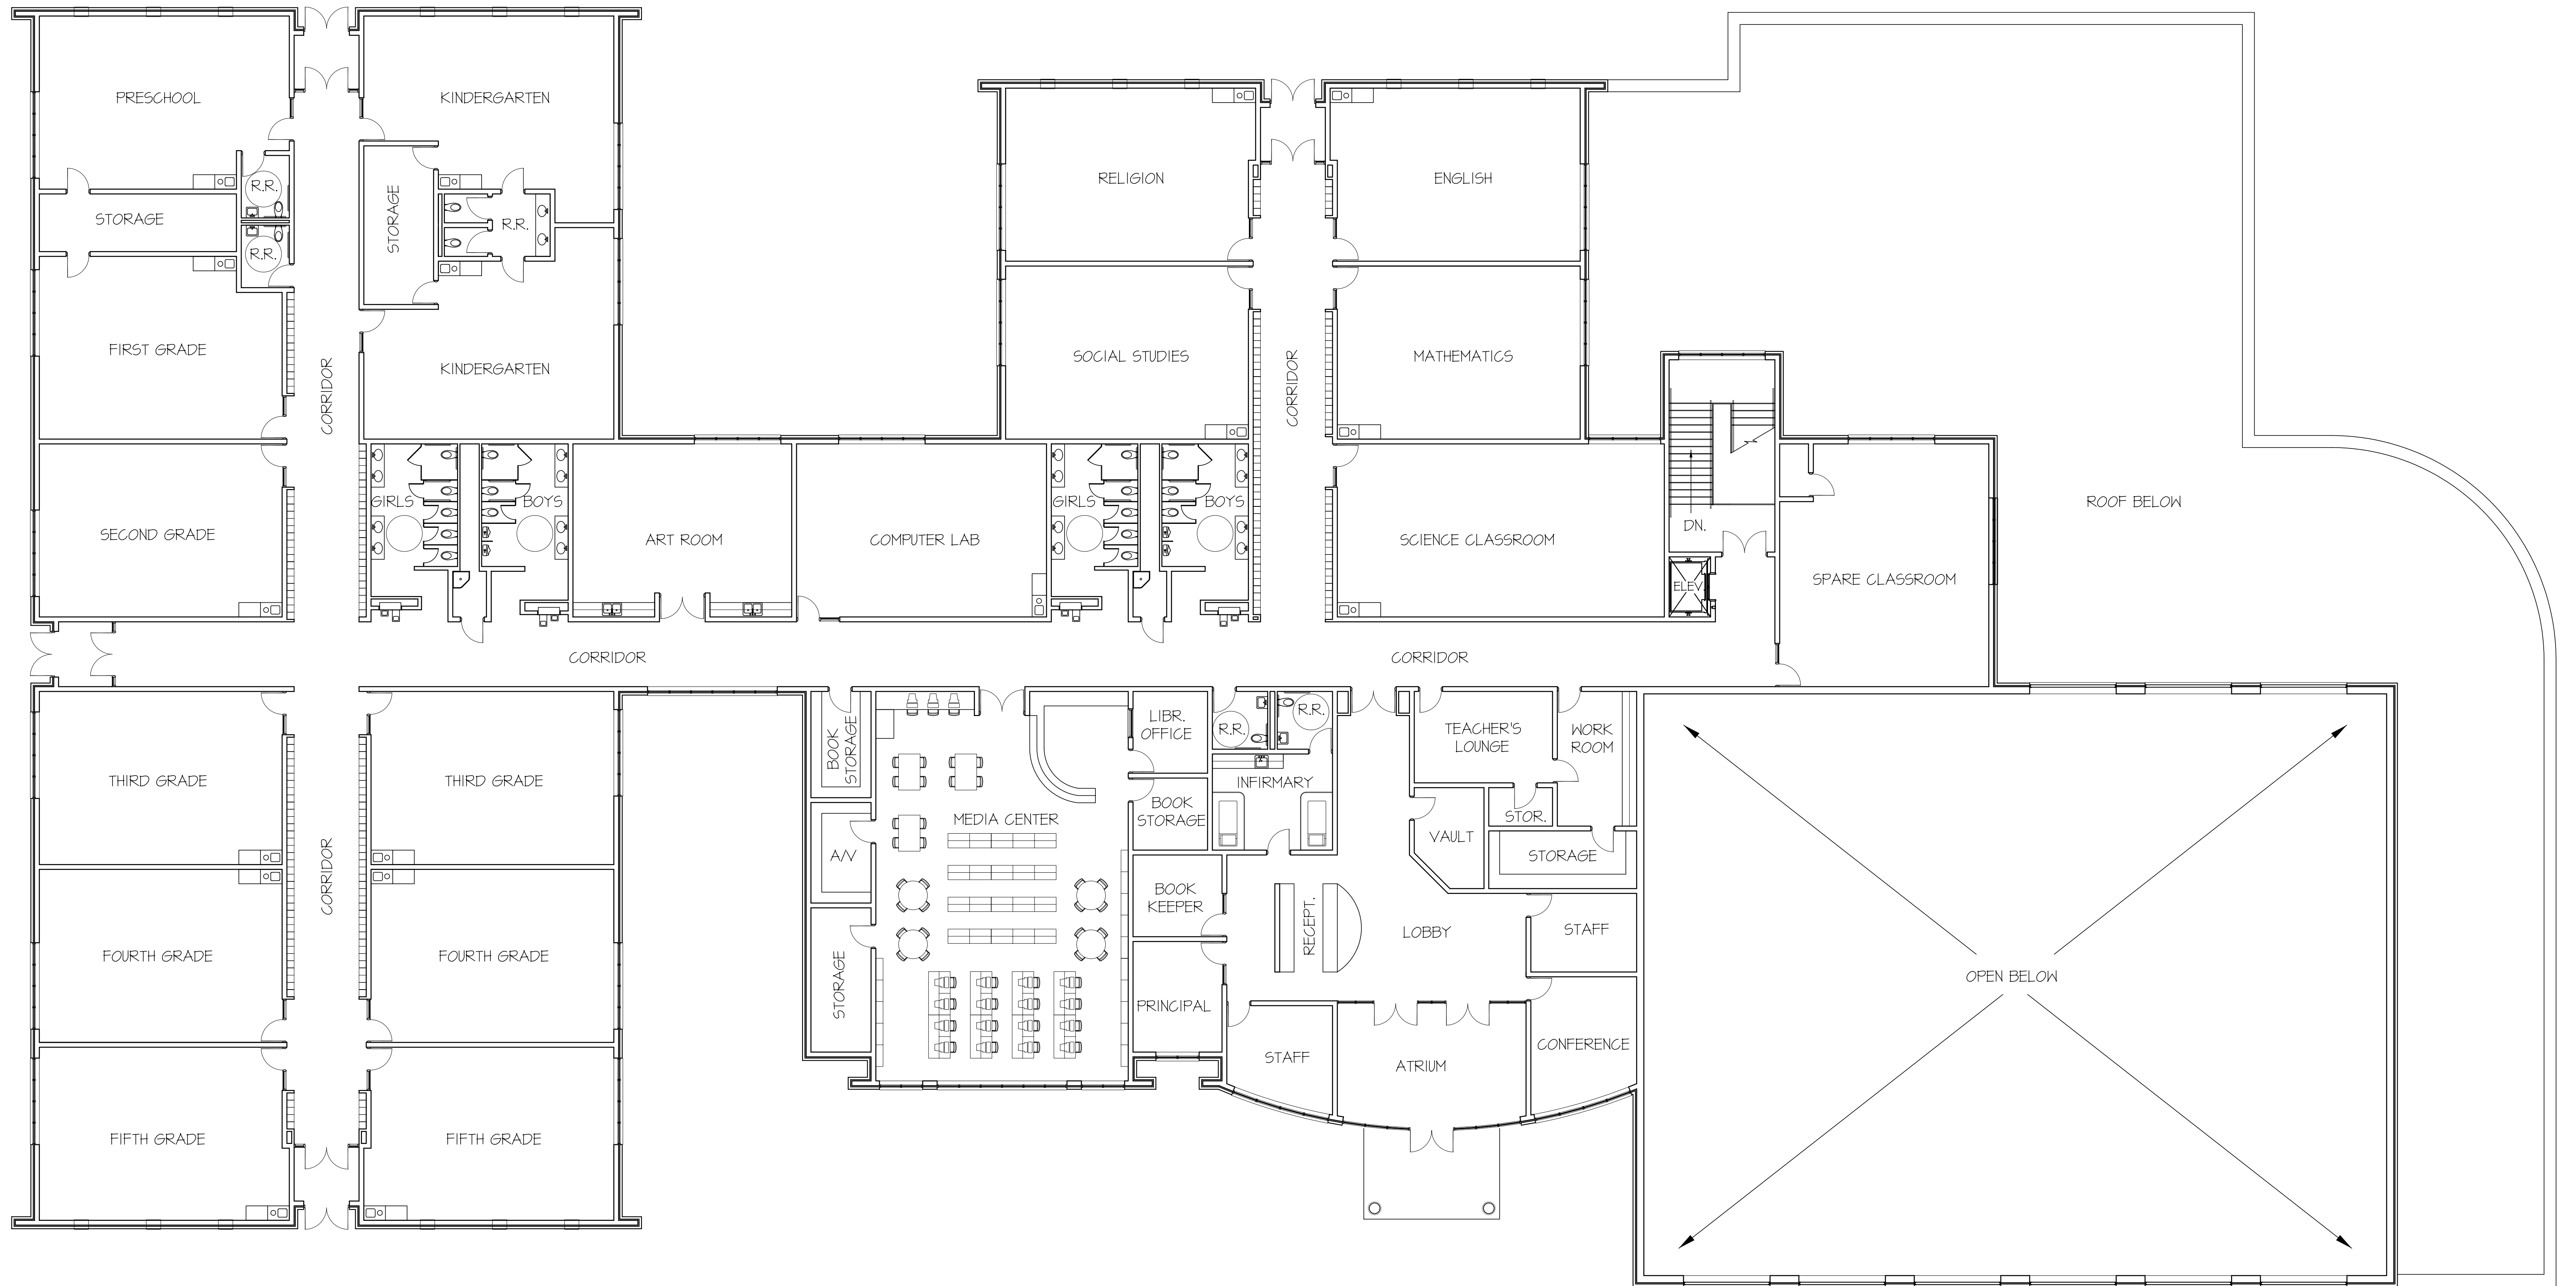 PRESCHOOL
KINDERGARTEN
R.R.
STORAGE
STORAGE
R.R.
R.R.
FIRST GRADE
KINDERGARTEN
CORRIDOR
SECOND GRADE
GIRLS
BOYS
ART ROOM
COMPUTER LAB
RELIGION
ENGLISH
SOCIAL STUDIES
MATHEMATICS
CORRIDOR
GIRLS
BOYS
SCIENCE CLASSROOM
DN.
ELEV.
SPARE CLASSROOM
ROOF BELOW
CORRIDOR
CORRIDOR
THIRD GRADE
THIRD GRADE
CORRIDOR
FOURTH GRADE
FOURTH GRADE
FIFTH GRADE
FIFTH GRADE
BOOK
STORAGE
A/V
STORAGE
MEDIA CENTER
LIBR.
OFFICE
BOOK
STORAGE
BOOK
KEEPER
PRINCIPAL
R.R.
R.R.
INFIRMARY
RECEPT.
LOBBY
TEACHER'S
LOUNGE
WORK
ROOM
STOR.
VAULT
STORAGE
STAFF
STAFF
ATRIUM
CONFERENCE
OPEN BELOW